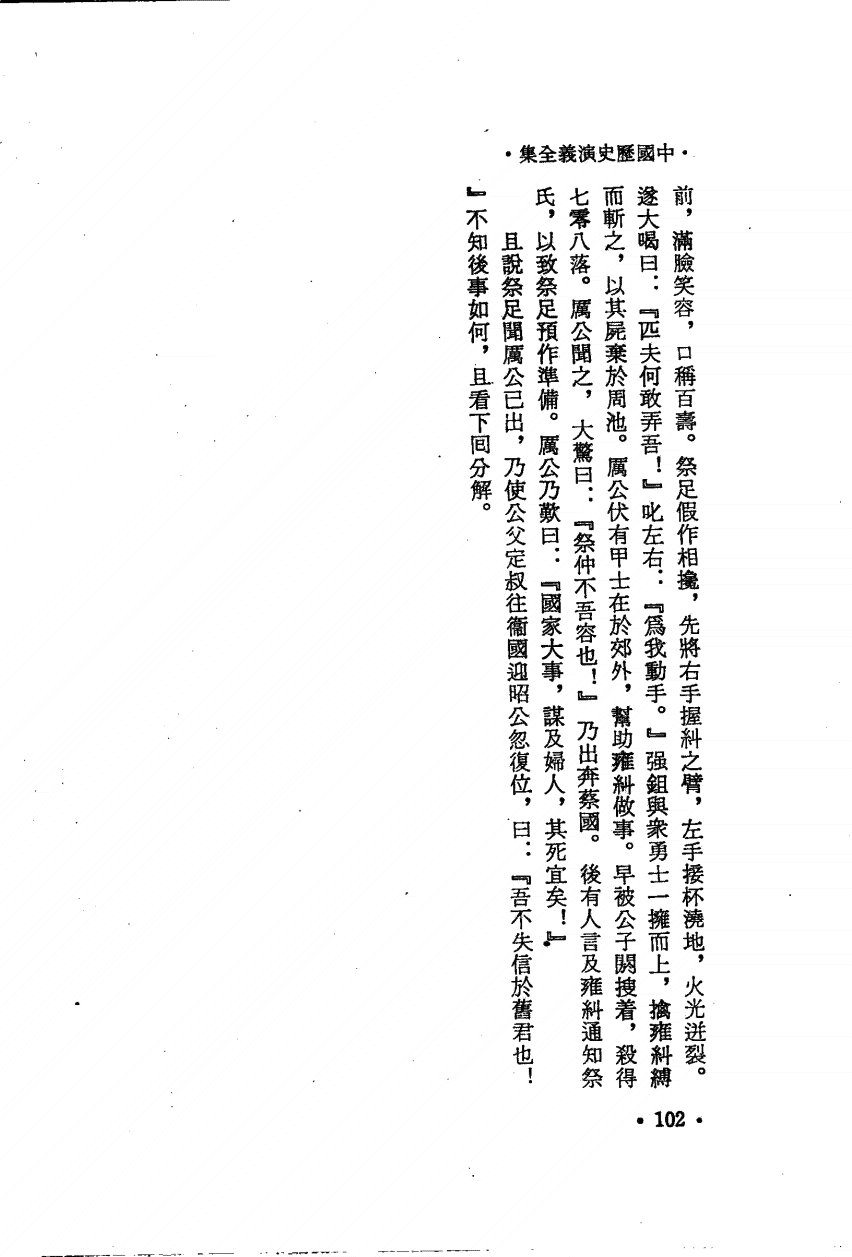 ·中國歷史演義全集·
前，滿臉笑容，口稱百壽。祭足假作相攙，先將右手握糾之臂，左手接杯澆地，火光迸裂。
遂大喝曰：『匹夫何敢弄吾！』叱左右：『爲我動手。』强鉏與衆勇士一擁而上，擒雍糾縛
而斬之，以其屍棄於周池。厲公伏有甲士在於郊外，幫助雍糾做事。早被公子閼搜着，殺得
七零八落。厲公聞之，大驚曰：『祭仲不吾容也！』乃出奔蔡國。後有人言及雍糾通知祭
氏，以致祭足預作準備。厲公乃歎曰：『國家大事，謀及婦人，其死宜矣！』
且說祭足聞厲公已出，乃使公父定叔往衞國迎昭公忽復位，曰：『吾不失信於舊君也！
』不知後事如何，且看下囘分解。
·102·